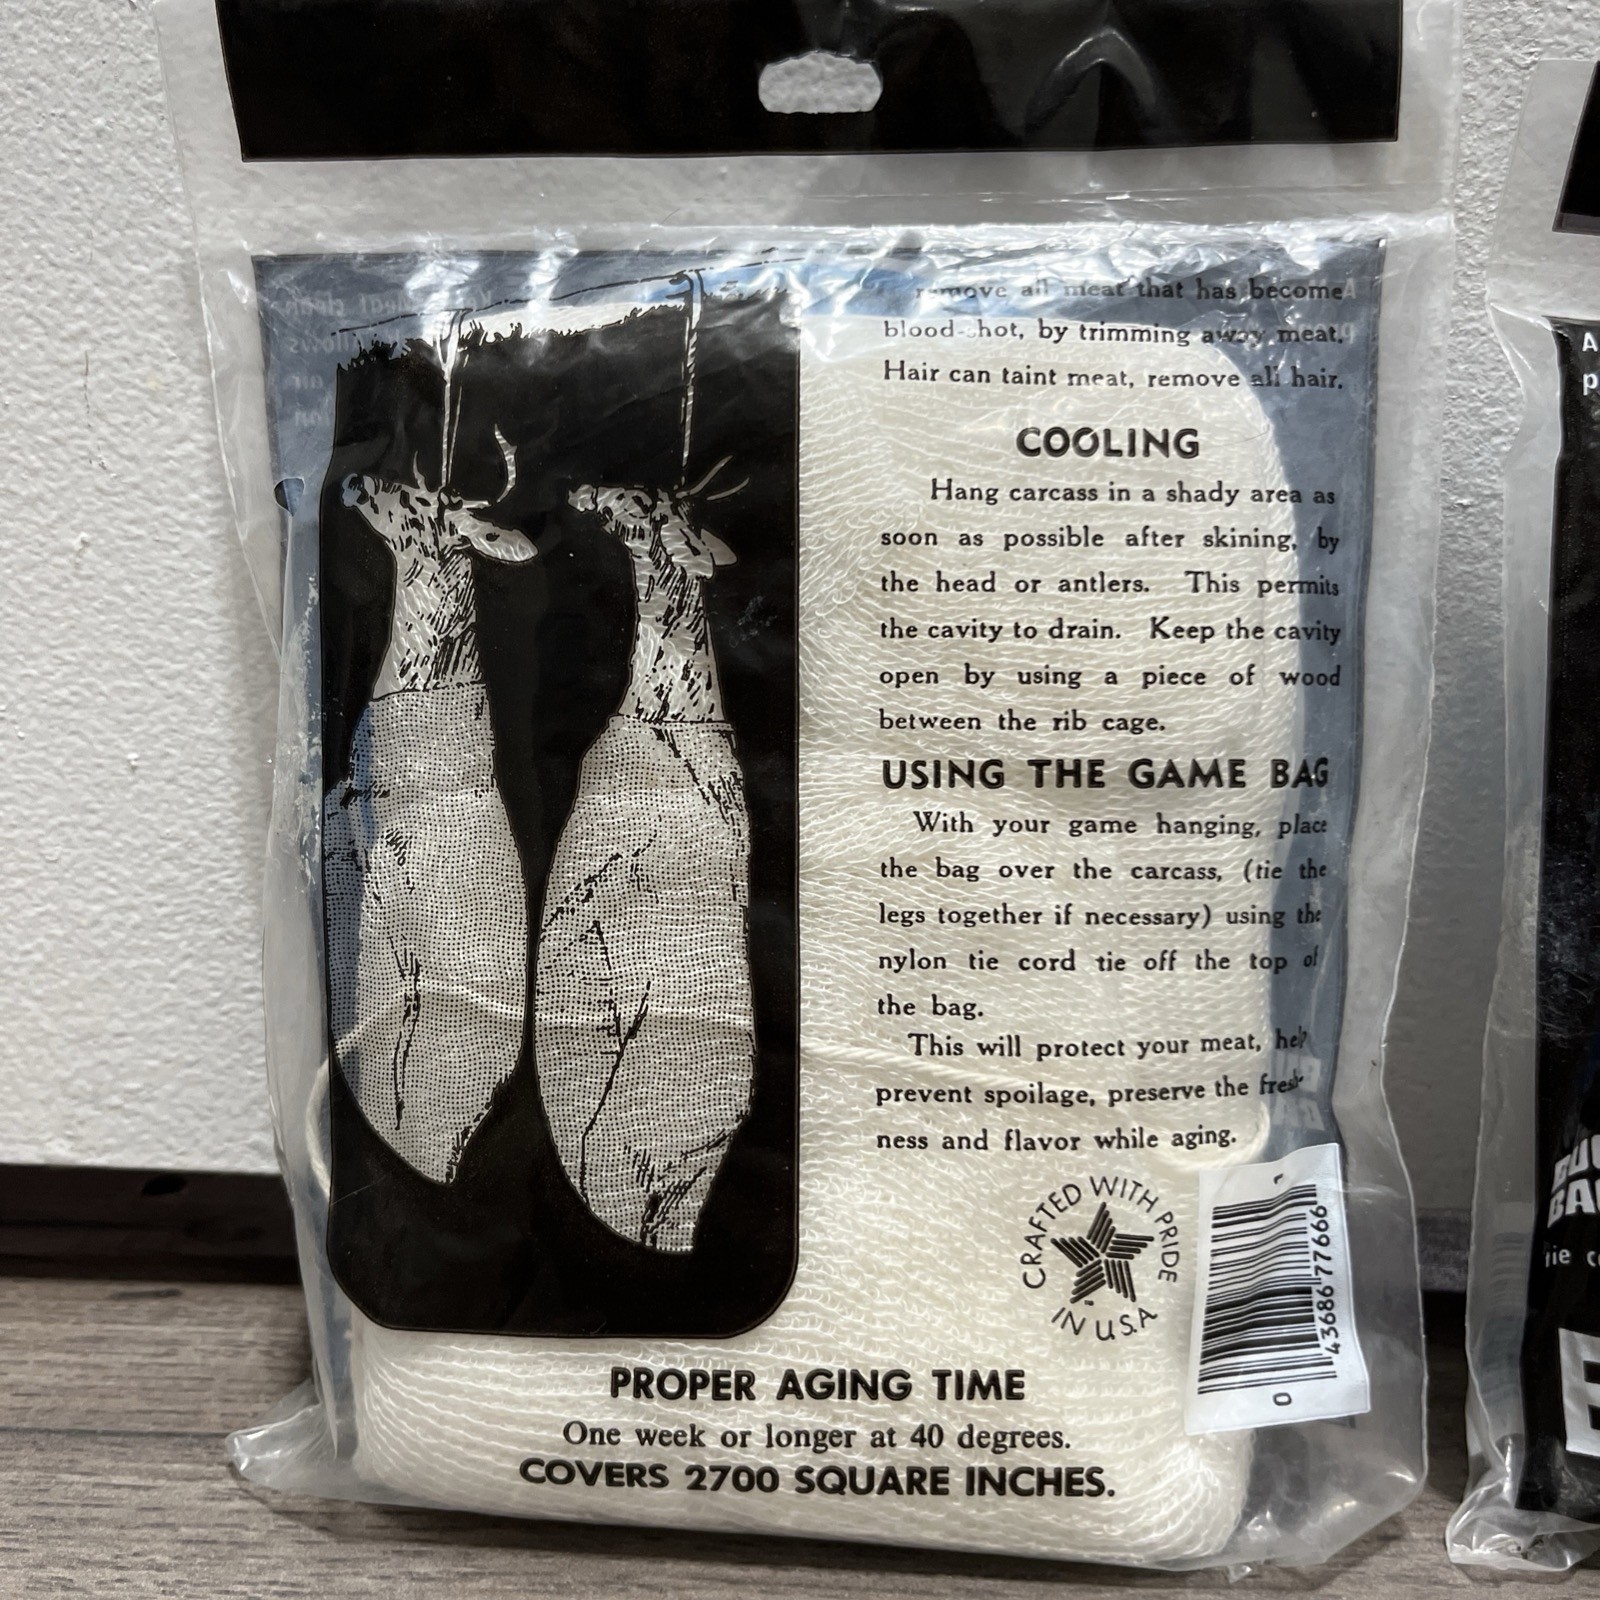 remove all meat that has become
blood-shot, by trimming away meat.
Hair can taint meat, remove all hair.
COOLING
Hang carcass in a shady area as
soon as possible after skining, by
the head or antlers. This permits
the cavity to drain. Keep the cavity
open by using a piece of wood
between the rib cage.
USING THE GAME BAG
With your game hanging, place
the bag over the carcass, (tie the
legs together if necessary) using the
nylon tie cord tie off the top of
the bag.
This will protect your meat, help
prevent spoilage, preserve the fresh-
ness and flavor while aging.
CRAFTED WITH PRIDE
IN U.S.A
0 43686 77666 1
PROPER AGING TIME
One week or longer at 40 degrees.
COVERS 2700 SQUARE INCHES.